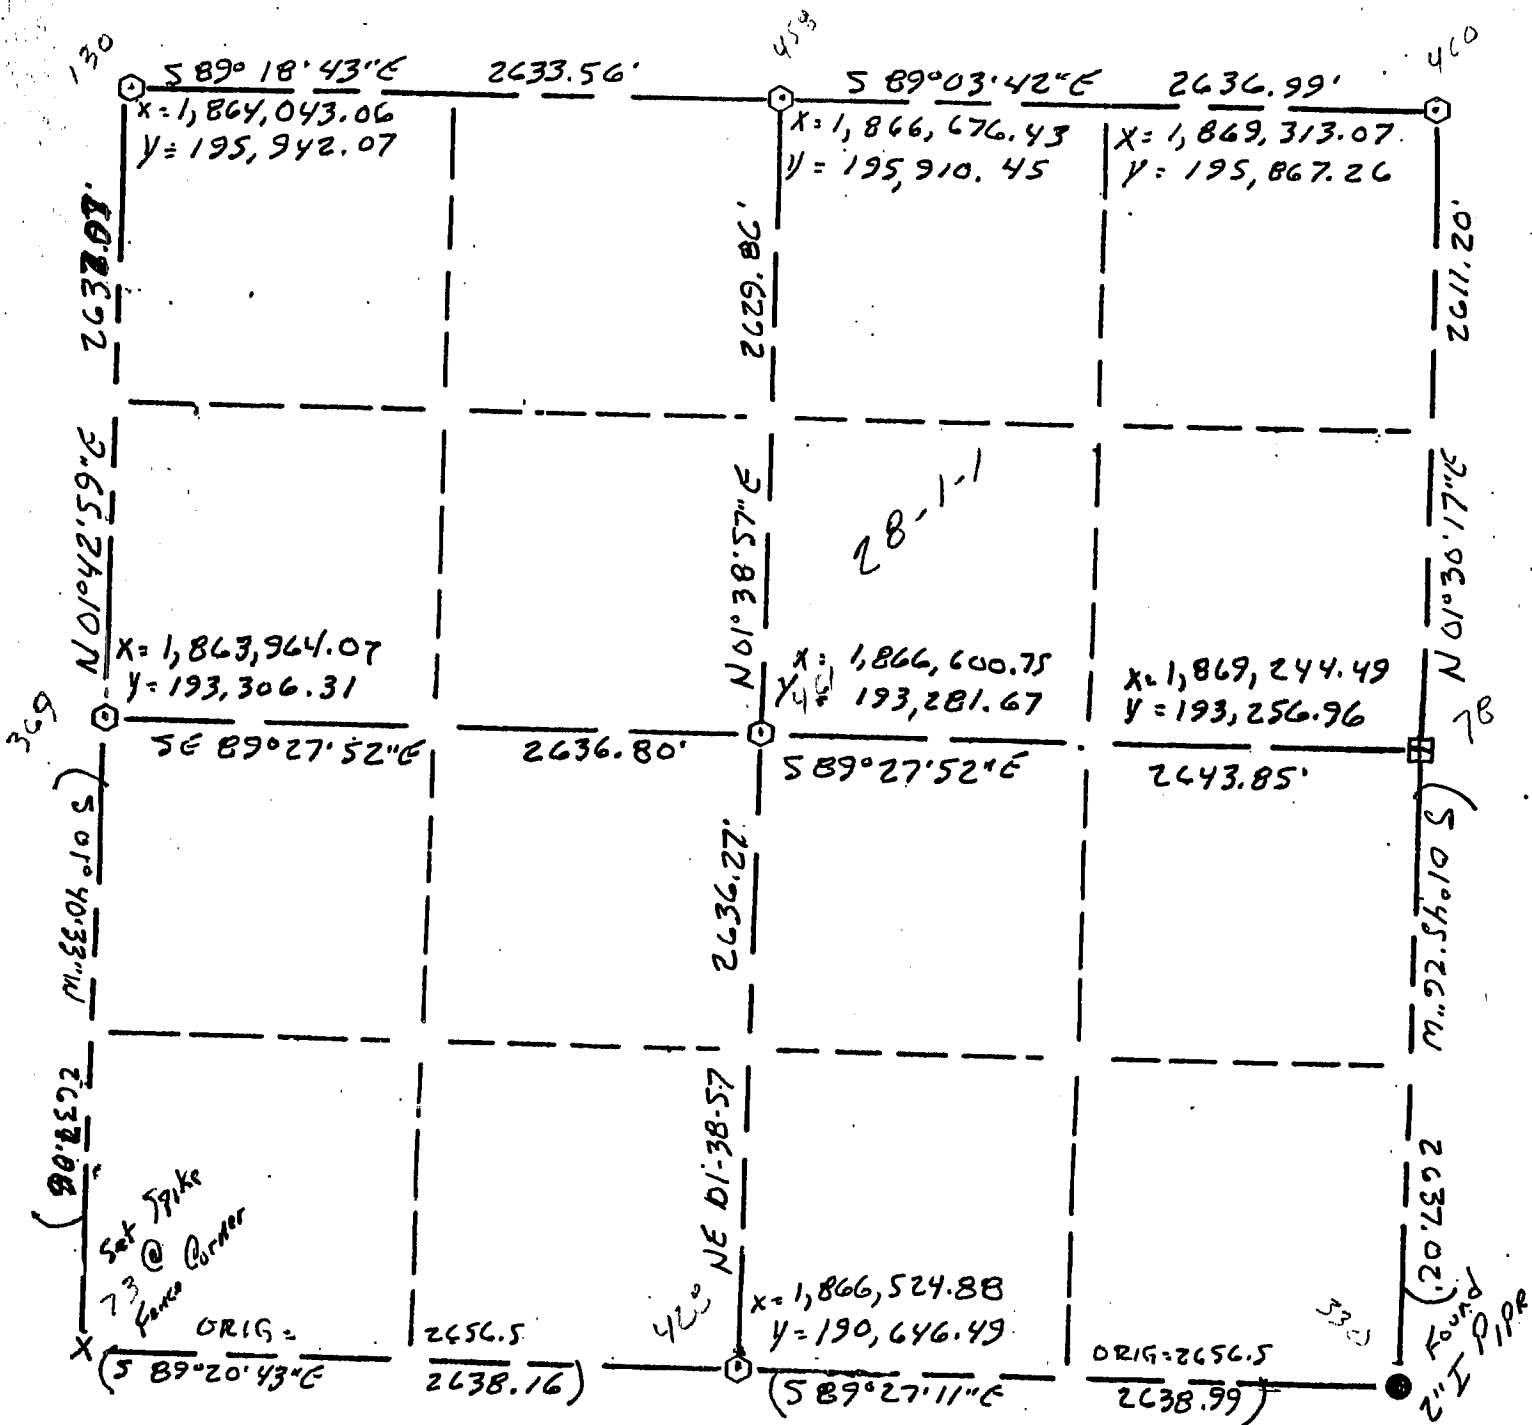 130
S 89° 18' 43" E 2633.56'
458
S 89° 03' 42" E 2636.99'
460
x = 1,864,043.06
y = 195,942.07
x = 1,866,676.43
y = 195,910.45
x = 1,869,313.07
y = 195,867.26
2629.86'
2611.20'
N 01° 42' 59" E
N 01° 38' 57" E
28-1-1
N 01° 30' 17" E
x = 1,863,964.07
y = 193,306.31
x = 1,866,600.75
y = 193,281.67
x = 1,869,244.49
y = 193,256.96
369
78
SE 89° 27' 52" E 2636.80'
S 89° 27' 52" E 2643.85'
(S 01° 40' 33" W
2636.27'
(S 01° 45' 26" W 2637.02')
NE 01-38-57
Set Spike
73 @
Fence Corner
x = 1,866,524.88
y = 190,646.49
Found
2" I PIPE
X
ORIG = 2656.5
(S 89° 20' 43" E 2638.16)
ORIG = 2656.5
(S 89° 27' 11" E 2638.99)